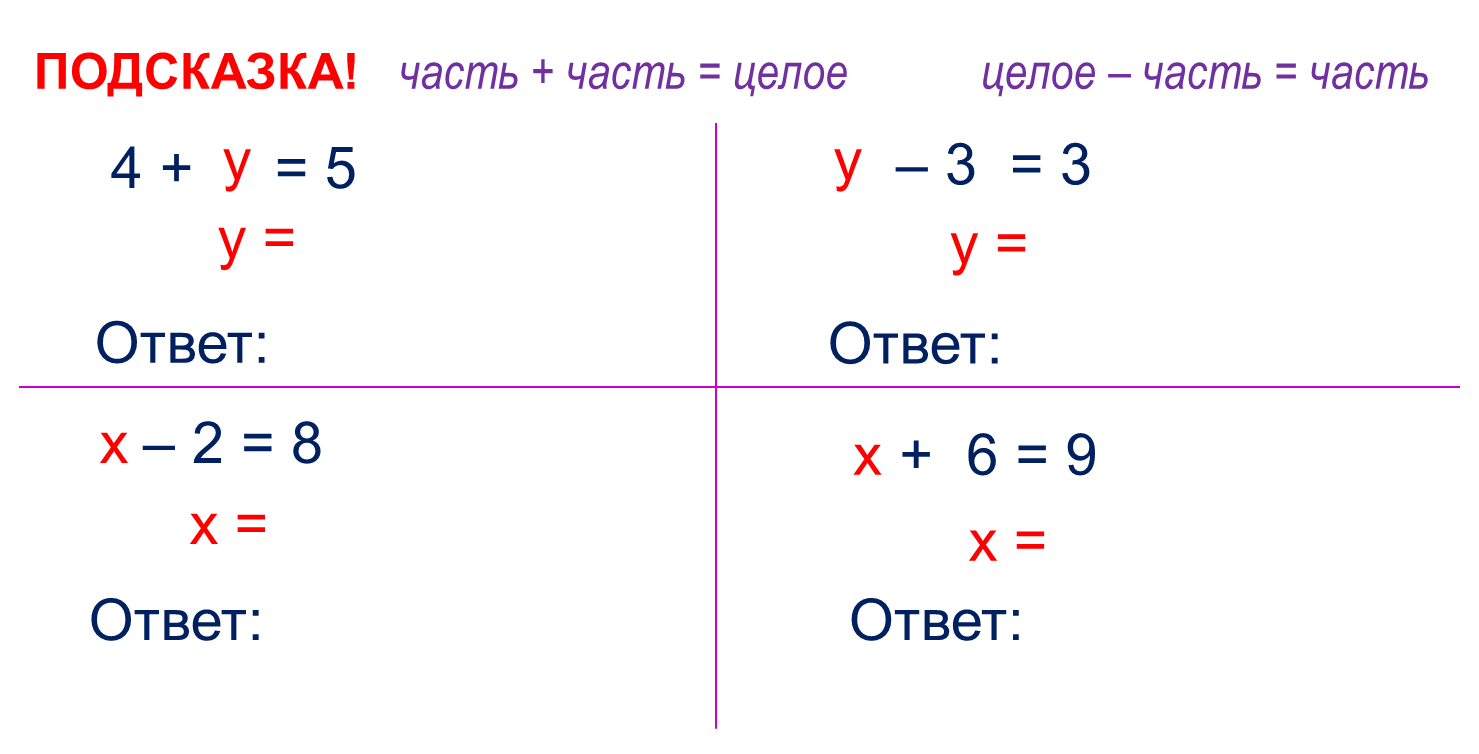 ПОДСКАЗКА! часть + часть = целое целое – часть = часть
4 + у = 5
у =
Ответ:
у – 3 = 3
у =
Ответ:
х – 2 = 8
х =
Ответ:
х + 6 = 9
х =
Ответ: